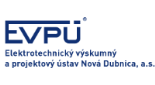 EVPÚ®
Elektrotechnický výskumný
a projektový ústav Nová Dubnica, a.s.